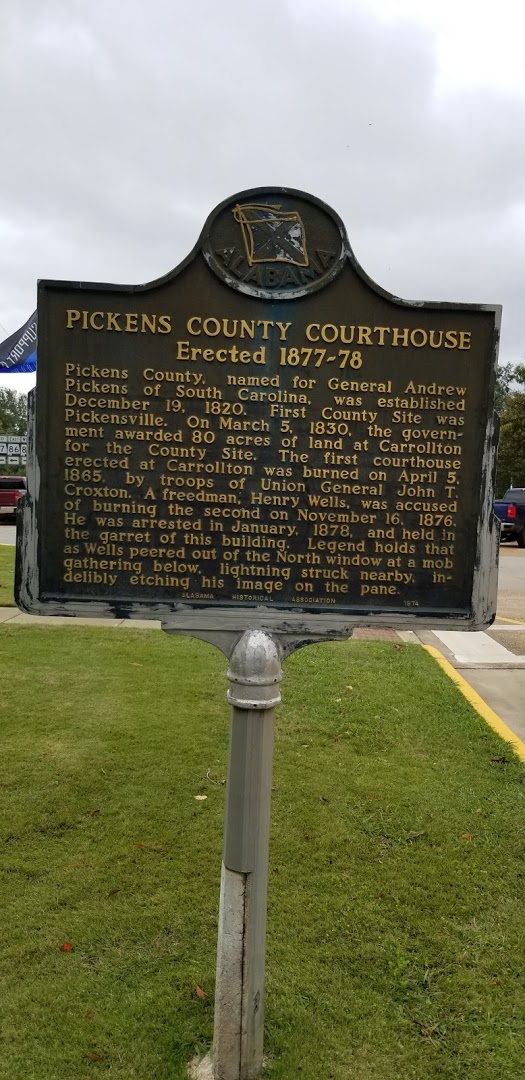 ALABAMA
PICKENS COUNTY COURTHOUSE
Erected 1877-78
Pickens County, named for General Andrew
Pickens of South Carolina, was established
December 19, 1820. First County Site was
Pickensville. On March 5, 1830, the govern-
ment awarded 80 acres of land at Carrollton
for the County Site. The first courthouse
erected at Carrollton was burned on April 5,
1865, by troops of Union General John T.
Croxton. A freedman, Henry Wells, was accused
of burning the second on November 16, 1876.
He was arrested in January, 1878, and held in
the garret of this building. Legend holds that
as Wells peered out of the North window at a mob
gathering below, lightning struck nearby, in-
delibly etching his image on the pane.
ALABAMA HISTORICAL ASSOCIATION 1974
SUPPORT
86